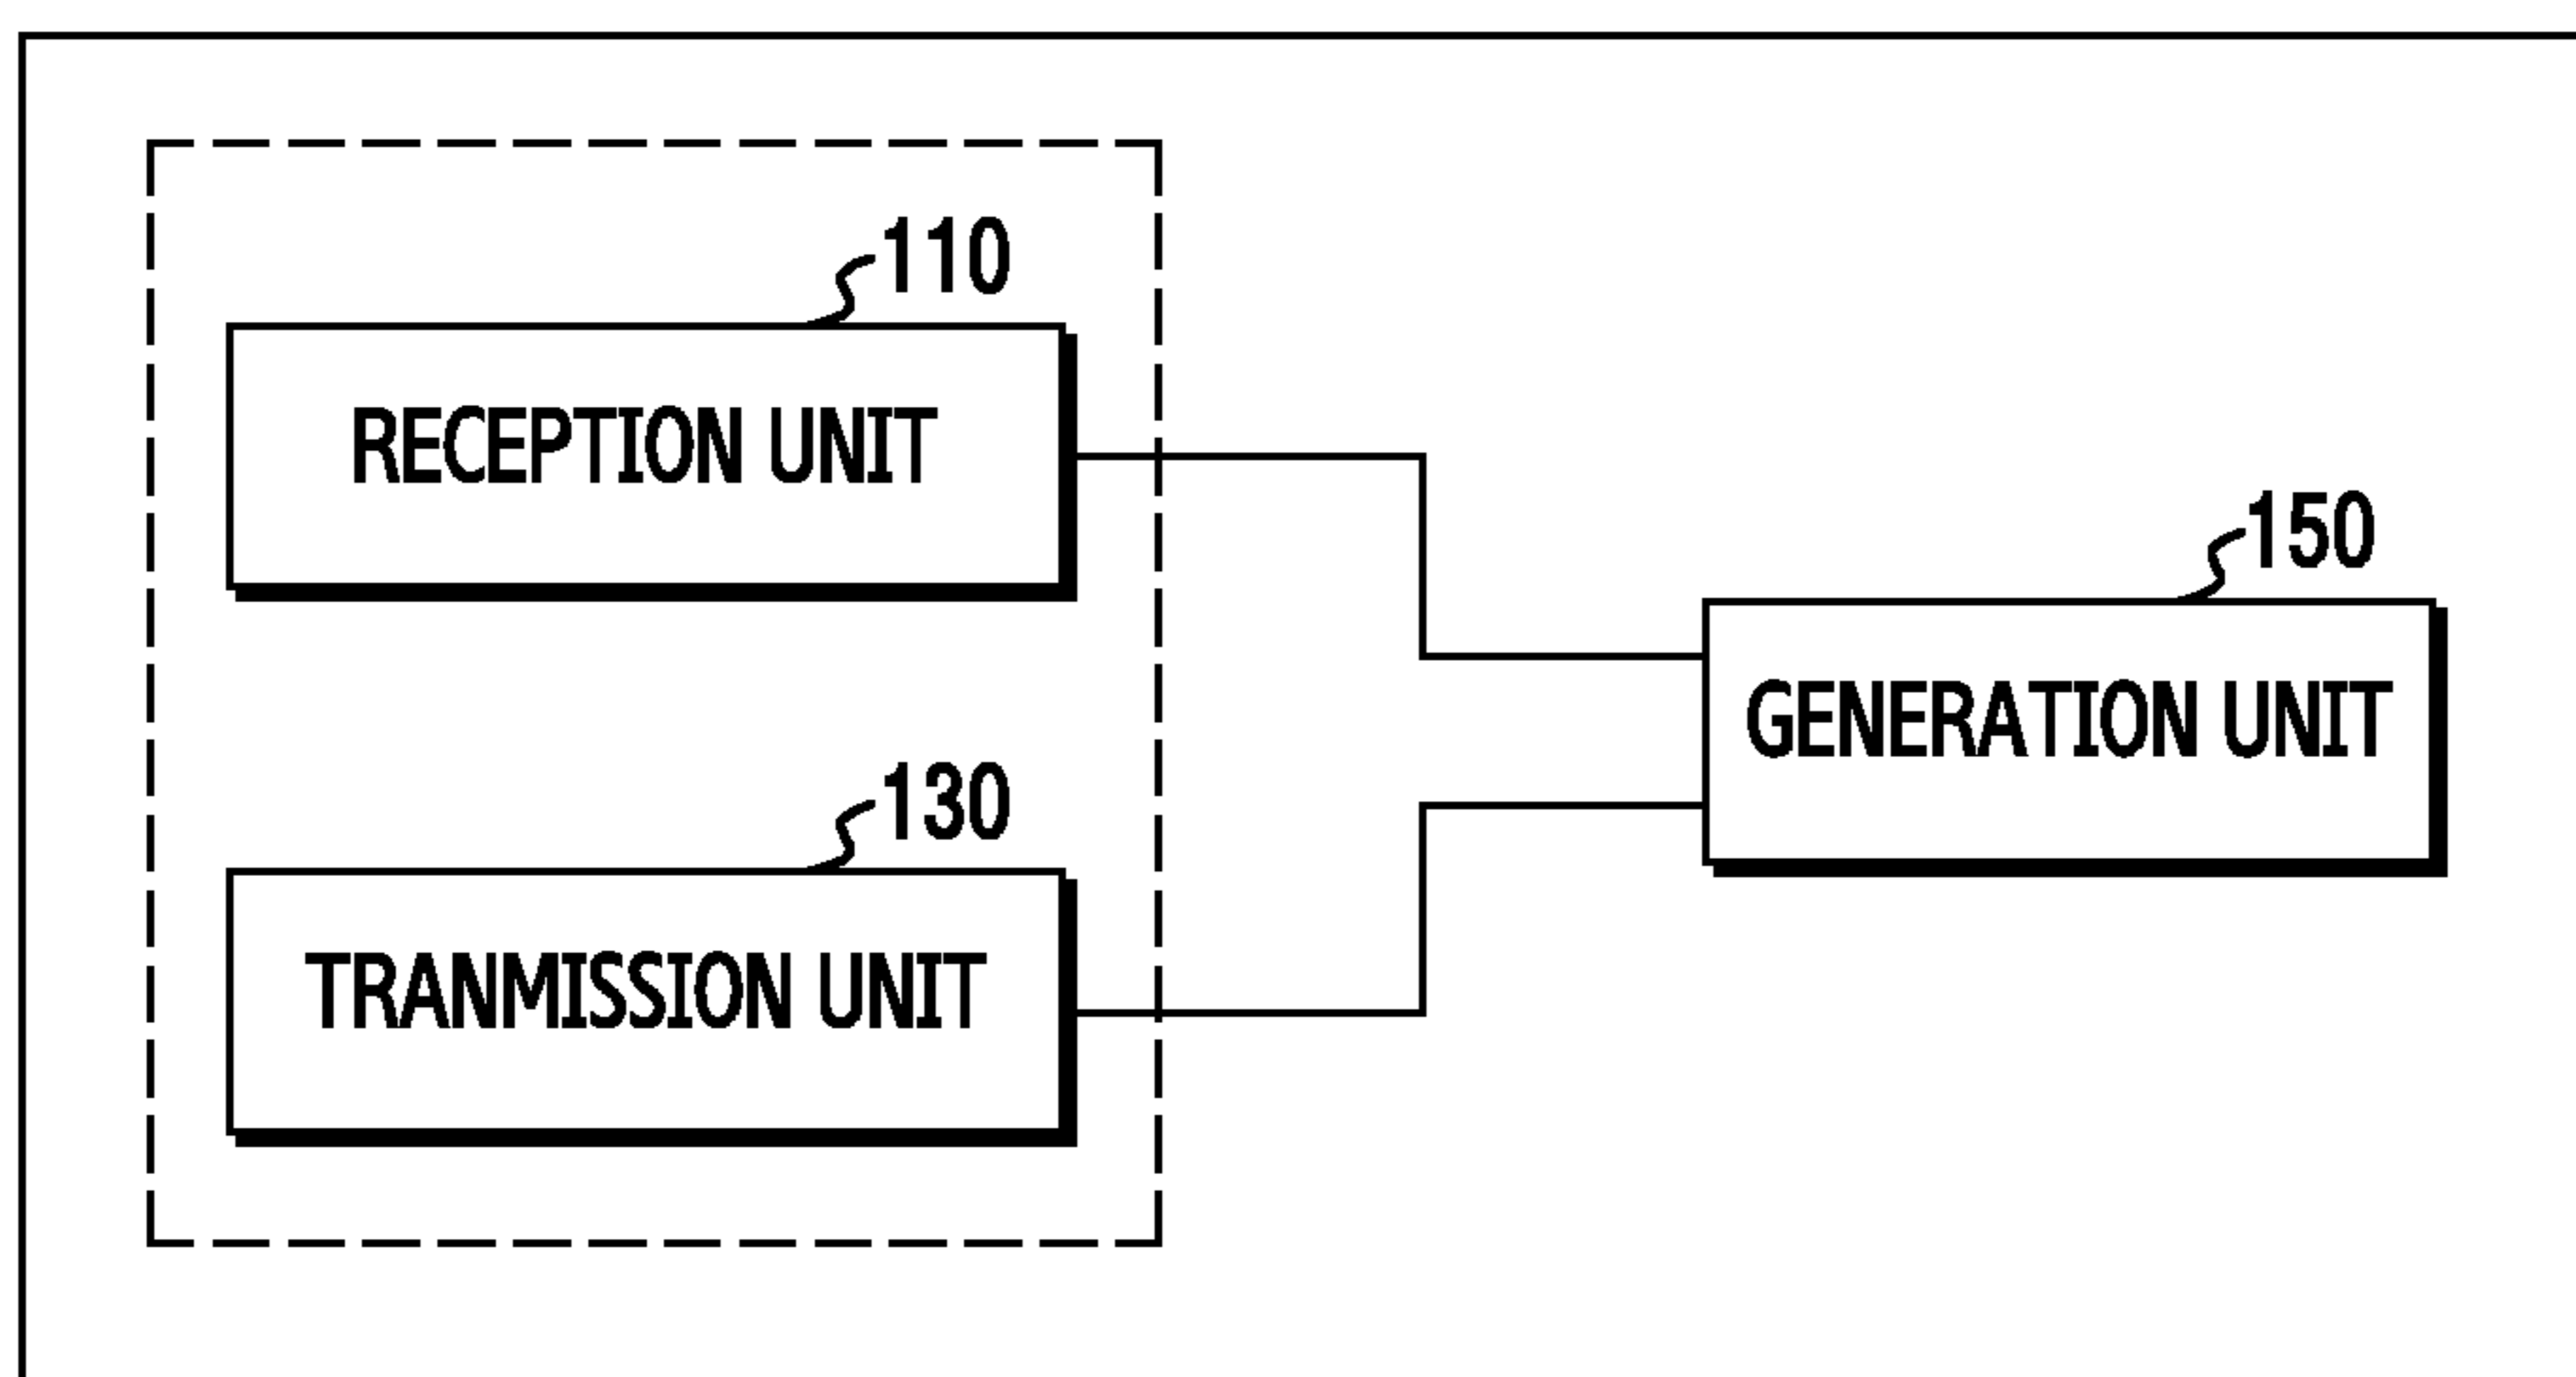 110
RECEPTION UNIT
150
GENERATION UNIT
130
TRANMISSION UNIT